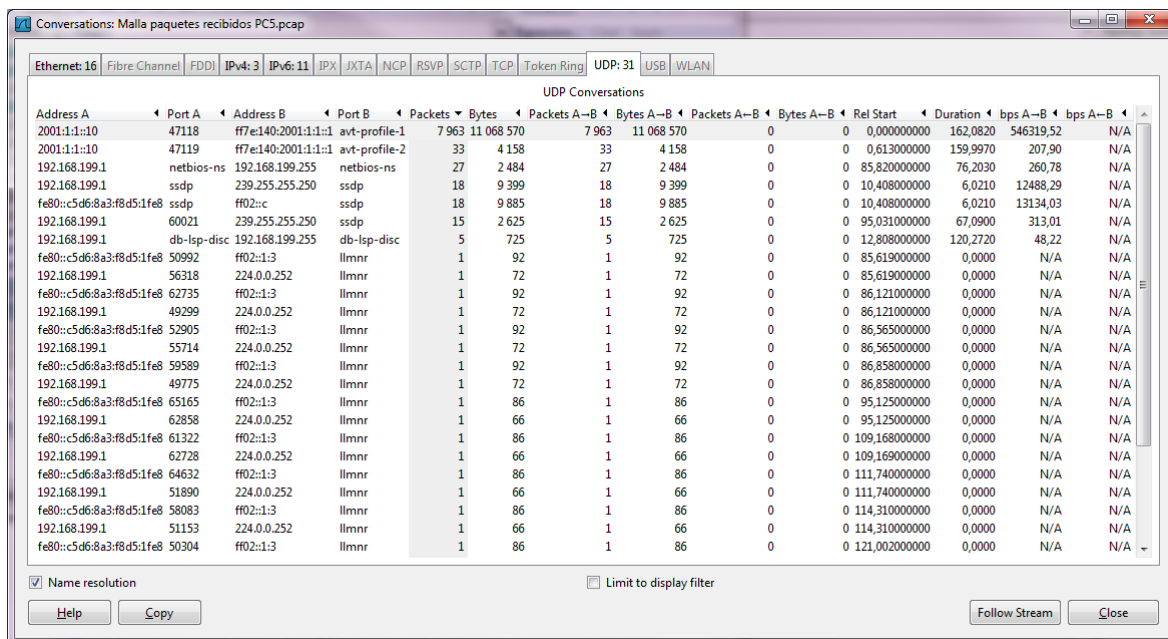 Conversations: Malla paquetes recibidos PC5.pcap
Ethernet: 16 Fibre Channel FDDI IPv4: 3 IPv6: 11 IPX JXTA NCP RSVP SCTP TCP Token Ring UDP: 31 USB WLAN
UDP Conversations
Address A Port A Address B Port B Packets Bytes Packets A→B Bytes A→B Packets A←B Bytes A←B Rel Start Duration bps A→B bps A←B
2001:1:1::10 47118 ff7e:140:2001:1:1::1 avt-profile-1 7 963 11 068 570 7 963 11 068 570 0 0 0,000000000 162,0820 546319,52 N/A
2001:1:1::10 47119 ff7e:140:2001:1:1::1 avt-profile-2 33 4 158 33 4 158 0 0 0,613000000 159,9970 207,90 N/A
192.168.199.1 netbios-ns 192.168.199.255 netbios-ns 27 2 484 27 2 484 0 0 85,820000000 76,2030 260,78 N/A
192.168.199.1 ssdp 239.255.255.250 ssdp 18 9 399 18 9 399 0 0 10,408000000 6,0210 12488,29 N/A
fe80::c5d6:8a3:f8d5:1fe8 ssdp ff02::c ssdp 18 9 885 18 9 885 0 0 10,408000000 6,0210 13134,03 N/A
192.168.199.1 60021 239.255.255.250 ssdp 15 2 625 15 2 625 0 0 95,031000000 67,0900 313,01 N/A
192.168.199.1 db-lsp-disc 192.168.199.255 db-lsp-disc 5 725 5 725 0 0 12,808000000 120,2720 48,22 N/A
fe80::c5d6:8a3:f8d5:1fe8 50992 ff02::1:3 llmnr 1 92 1 92 0 0 85,619000000 0,0000 N/A N/A
192.168.199.1 56318 224.0.0.252 llmnr 1 72 1 72 0 0 85,619000000 0,0000 N/A N/A
fe80::c5d6:8a3:f8d5:1fe8 62735 ff02::1:3 llmnr 1 92 1 92 0 0 86,121000000 0,0000 N/A N/A
192.168.199.1 49299 224.0.0.252 llmnr 1 72 1 72 0 0 86,121000000 0,0000 N/A N/A
fe80::c5d6:8a3:f8d5:1fe8 52905 ff02::1:3 llmnr 1 92 1 92 0 0 86,565000000 0,0000 N/A N/A
192.168.199.1 55714 224.0.0.252 llmnr 1 72 1 72 0 0 86,565000000 0,0000 N/A N/A
fe80::c5d6:8a3:f8d5:1fe8 59589 ff02::1:3 llmnr 1 92 1 92 0 0 86,858000000 0,0000 N/A N/A
192.168.199.1 49775 224.0.0.252 llmnr 1 72 1 72 0 0 86,858000000 0,0000 N/A N/A
fe80::c5d6:8a3:f8d5:1fe8 65165 ff02::1:3 llmnr 1 86 1 86 0 0 95,125000000 0,0000 N/A N/A
192.168.199.1 62858 224.0.0.252 llmnr 1 66 1 66 0 0 95,125000000 0,0000 N/A N/A
fe80::c5d6:8a3:f8d5:1fe8 61322 ff02::1:3 llmnr 1 86 1 86 0 0 109,168000000 0,0000 N/A N/A
192.168.199.1 62728 224.0.0.252 llmnr 1 66 1 66 0 0 109,169000000 0,0000 N/A N/A
fe80::c5d6:8a3:f8d5:1fe8 64632 ff02::1:3 llmnr 1 86 1 86 0 0 111,740000000 0,0000 N/A N/A
192.168.199.1 51890 224.0.0.252 llmnr 1 66 1 66 0 0 111,740000000 0,0000 N/A N/A
fe80::c5d6:8a3:f8d5:1fe8 58083 ff02::1:3 llmnr 1 86 1 86 0 0 114,310000000 0,0000 N/A N/A
192.168.199.1 51153 224.0.0.252 llmnr 1 66 1 66 0 0 114,310000000 0,0000 N/A N/A
fe80::c5d6:8a3:f8d5:1fe8 50304 ff02::1:3 llmnr 1 86 1 86 0 0 121,002000000 0,0000 N/A N/A
Name resolution Limit to display filter
Help Copy Follow Stream Close